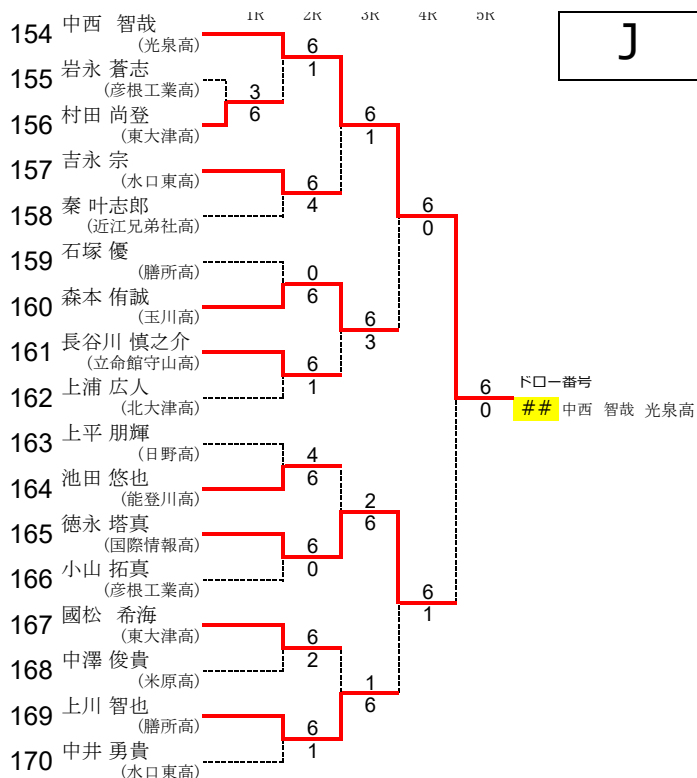 1R 2R 3R 4R 5R
J
154 中西 智哉
(光泉高)
155 岩永 蒼志
(彦根工業高)
156 村田 尚登
(東大津高)
157 吉永 宗
(水口東高)
158 秦 叶志郎
(近江兄弟社高)
159 石塚 優
(膳所高)
160 森本 侑誠
(玉川高)
161 長谷川 慎之介
(立命館守山高)
162 上浦 広人
(北大津高)
163 上平 朋輝
(日野高)
164 池田 悠也
(能登川高)
165 徳永 塔真
(国際情報高)
166 小山 拓真
(彦根工業高)
167 國松 希海
(東大津高)
168 中澤 俊貴
(米原高)
169 上川 智也
(膳所高)
170 中井 勇貴
(水口東高)
3
6
6
1
6
4
0
6
6
1
4
6
6
0
6
2
6
1
6
1
6
3
2
6
1
6
6
0
6
1
6
0
ドロー番号
## 中西 智哉 光泉高